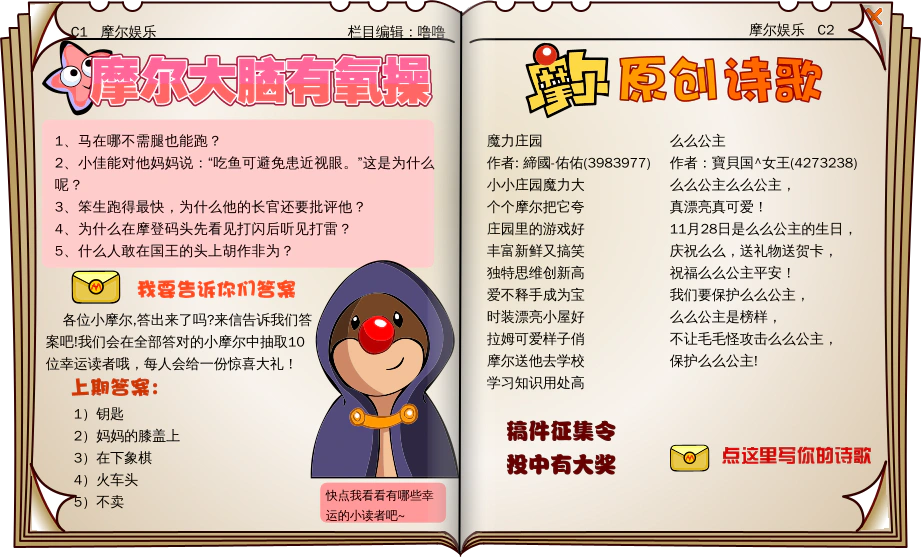 C1 摩尔娱乐
栏目编辑：噜噜
摩尔大脑有氧操
1、马在哪不需腿也能跑？
2、小佳能对他妈妈说：“吃鱼可避免患近视眼。”这是为什么
呢？
3、笨生跑得最快，为什么他的长官还要批评他？
4、为什么在摩登码头先看见打闪后听见打雷？
5、什么人敢在国王的头上胡作非为？
我要告诉你们答案
各位小摩尔,答出来了吗?来信告诉我们答
案吧!我们会在全部答对的小摩尔中抽取10
位幸运读者哦，每人会给一份惊喜大礼！
上期答案：
1）钥匙
2）妈妈的膝盖上
3）在下象棋
4）火车头
5）不卖
快点我看看有哪些幸
运的小读者吧~
摩尔娱乐 C2
摩尔原创诗歌
魔力庄园
作者: 締國-佑佑(3983977)
小小庄园魔力大
个个摩尔把它夸
庄园里的游戏好
丰富新鲜又搞笑
独特思维创新高
爱不释手成为宝
时装漂亮小屋好
拉姆可爱样子俏
摩尔送他去学校
学习知识用处高
么么公主
作者：寶貝国^女王(4273238)
么么公主么么公主，
真漂亮真可爱！
11月28日是么么公主的生日，
庆祝么么，送礼物送贺卡，
祝福么么公主平安！
我们要保护么么公主，
么么公主是榜样，
不让毛毛怪攻击么么公主，
保护么么公主!
稿件征集令
投中有大奖
点这里写你的诗歌